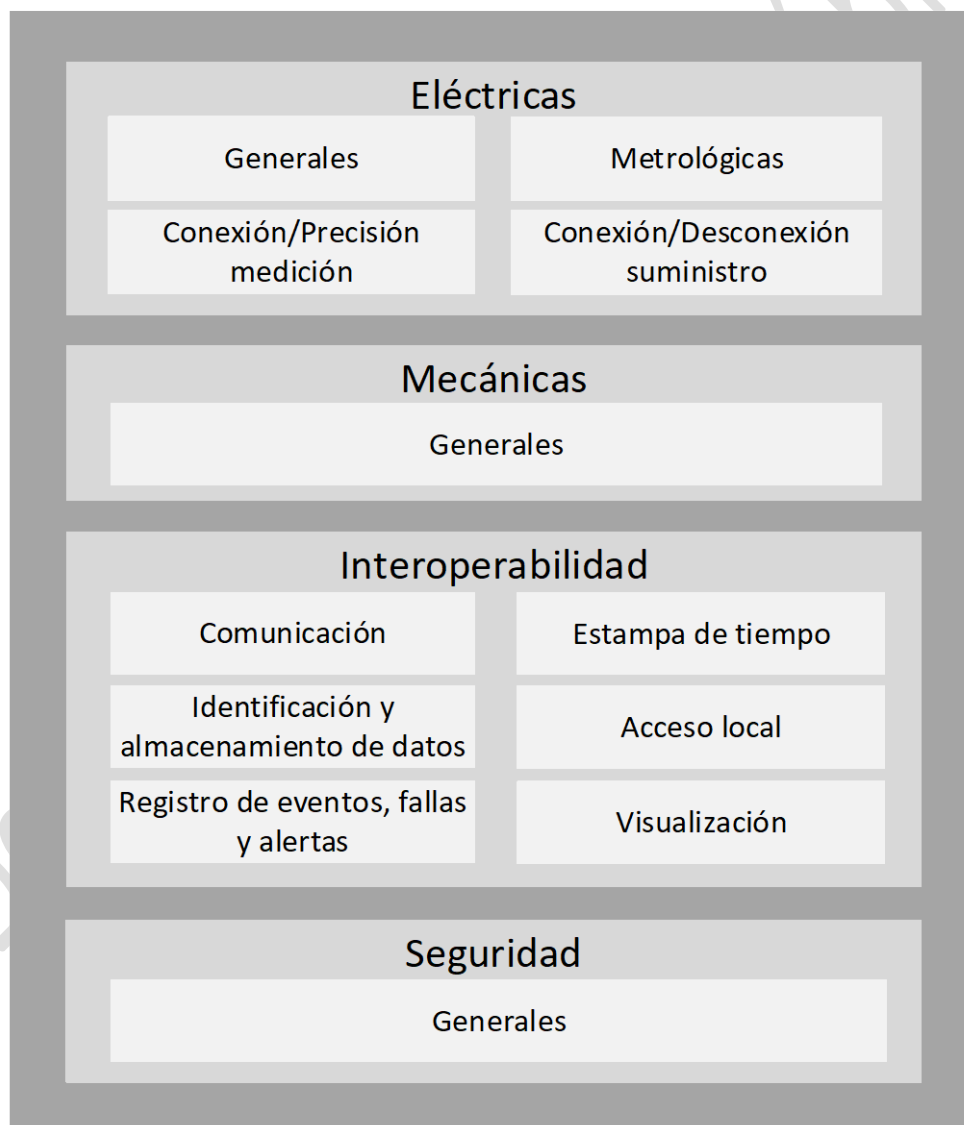 Eléctricas
Generales
Metrológicas
Conexión/Precisión
medición
Conexión/Desconexión
suministro
Mecánicas
Generales
Interoperabilidad
Comunicación
Estampa de tiempo
Identificación y
almacenamiento de datos
Acceso local
Registro de eventos, fallas
y alertas
Visualización
Seguridad
Generales